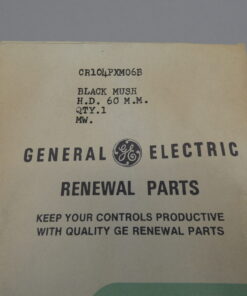 CR104PXM06B
BLACK MUSH
H.D. 60 M.M.
QTY.1
MW.
GENERAL GE ELECTRIC
RENEWAL PARTS
KEEP YOUR CONTROLS PRODUCTIVE
WITH QUALITY GE RENEWAL PARTS